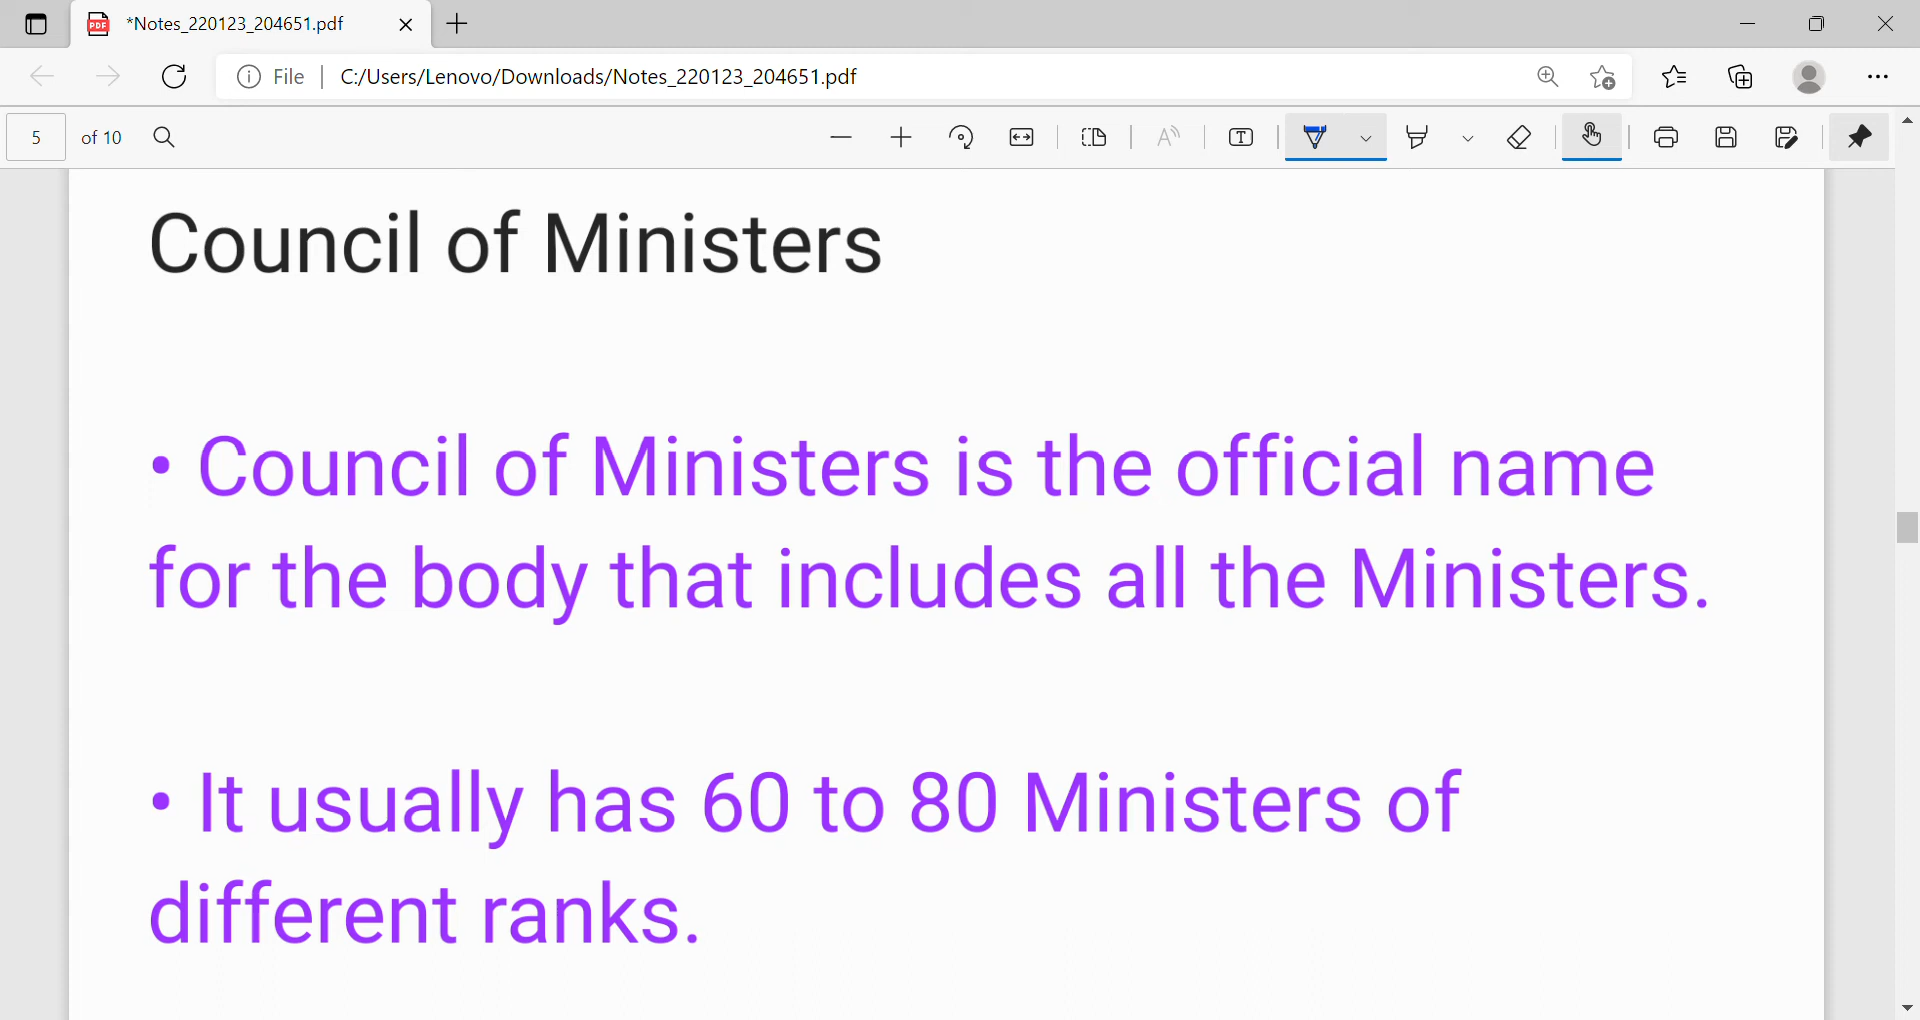 *Notes_220123_204651.pdf
File | C:/Users/Lenovo/Downloads/Notes_220123_204651.pdf
5 of 10
Council of Ministers
• Council of Ministers is the official name
for the body that includes all the Ministers.
• It usually has 60 to 80 Ministers of
different ranks.